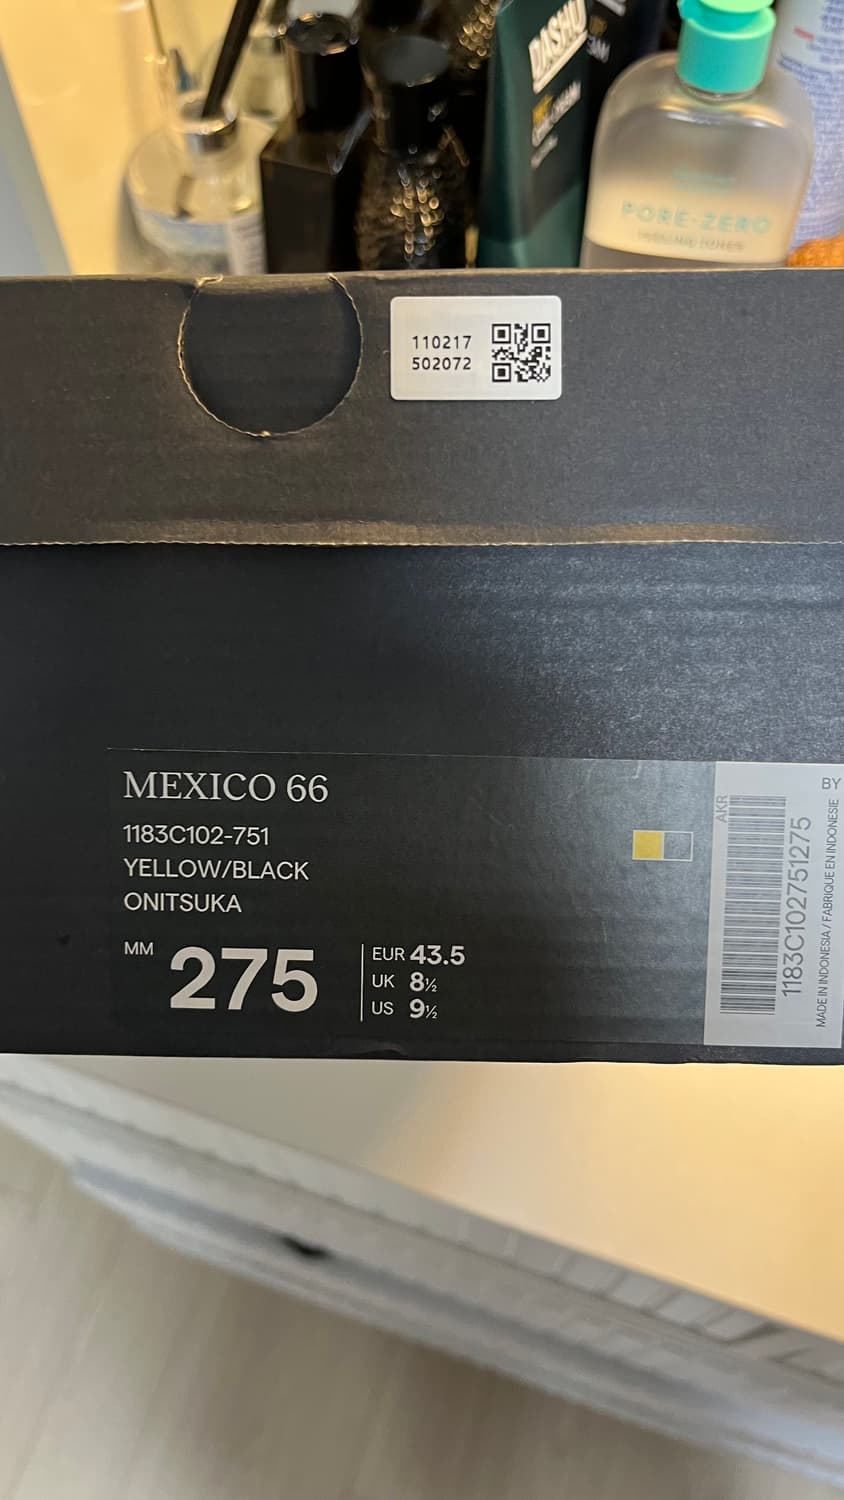 DASHU
PORE-ZERO
110217
502072
MEXICO 66
1183C102-751
YELLOW/BLACK
ONITSUKA
MM 275
EUR 43.5
UK 8½
US 9½
AKR
1183C102751275
BY
MADE IN INDONESIA / FABRIQUE EN INDONESIE